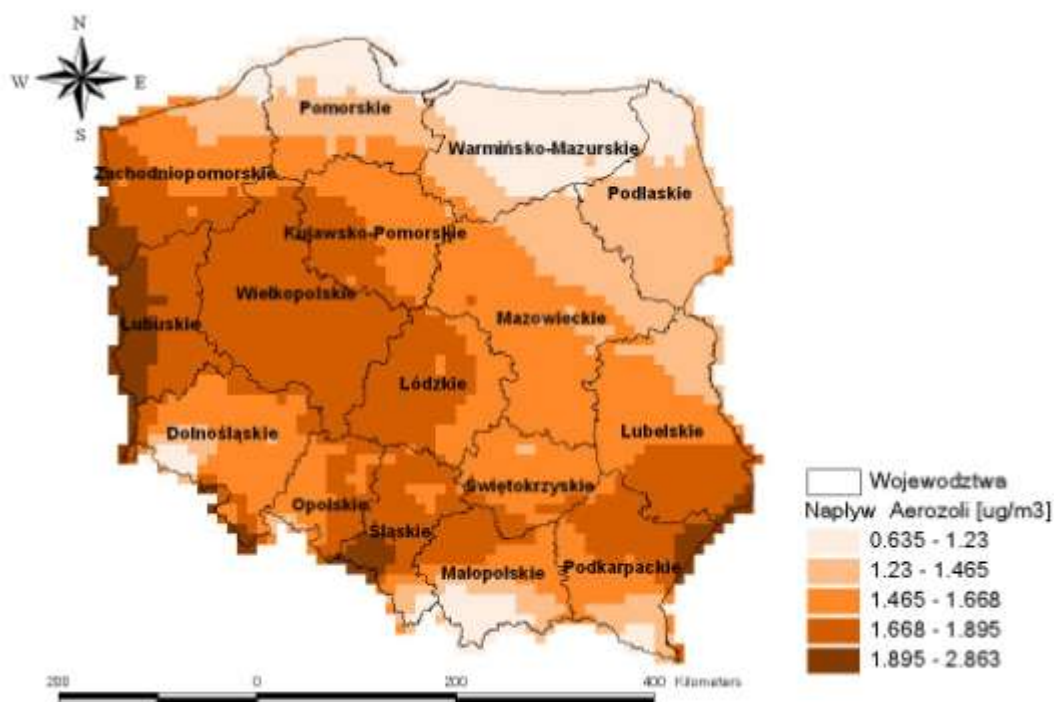 N
W E
S
Pomorskie
Warmińsko-Mazurskie
Zachodniopomorskie
Podlaskie
Kujawsko-Pomorskie
Wielkopolskie
Mazowieckie
Lubuskie
Łódzkie
Dolnośląskie
Lubelskie
Opolskie
Świętokrzyskie
Śląskie
Małopolskie
Podkarpackie
Wojewodztwa
Napływ Aerozoli [ug/m3]
0.635 - 1.23
1.23 - 1.465
1.465 - 1.668
1.668 - 1.895
1.895 - 2.863
200 0 200 400 Kilometers